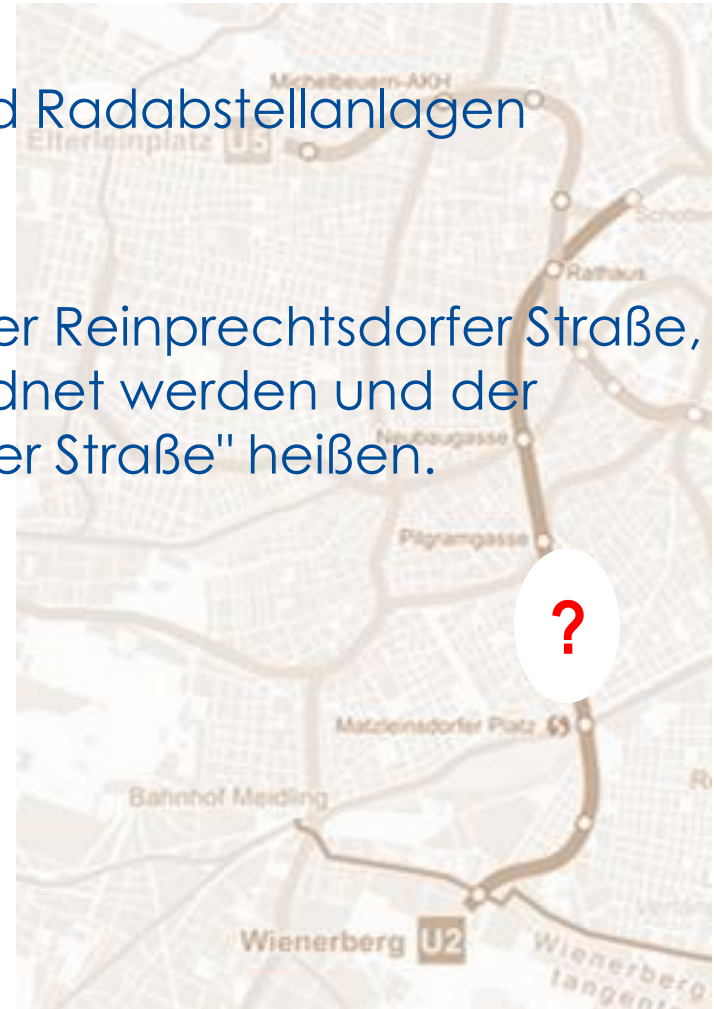 Michelbeuern-AKH
d Radabstellanlagen
Elterleinplatz U5
Rathaus
er Reinprechtsdorfer Straße,
dnet werden und der
Neubaugasse
er Straße" heißen.
Pilgramgasse
?
Matzleinsdorfer Platz
Bahnhof Meidling
Wienerberg U2
Wienerberg
tangente